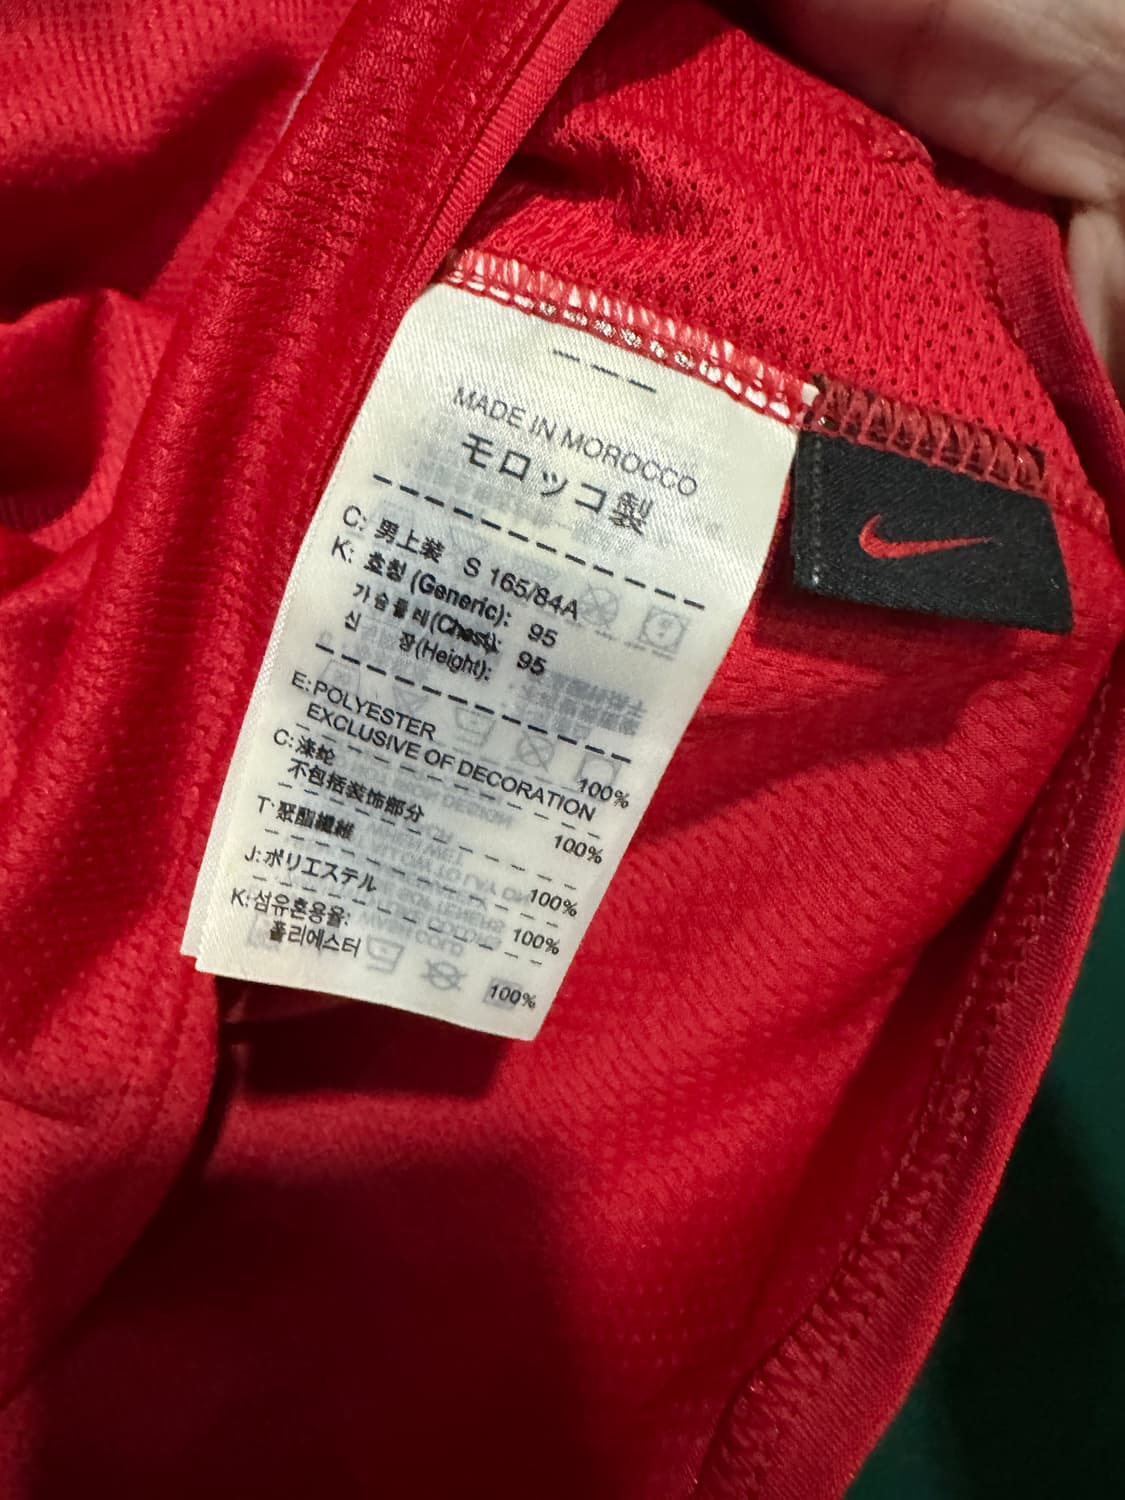 MADE IN MOROCCO
モロッコ製
C: 男上装 S 165/84A
K: 호칭 (Generic): 95
가슴둘레(Chest): 95
신 장(Height):
E: POLYESTER 100%
EXCLUSIVE OF DECORATION
C: 涤纶 100%
不包括装饰部分
T: 聚酯纖維 100%
J: ポリエステル 100%
K: 섬유혼용율:
폴리에스터 100%